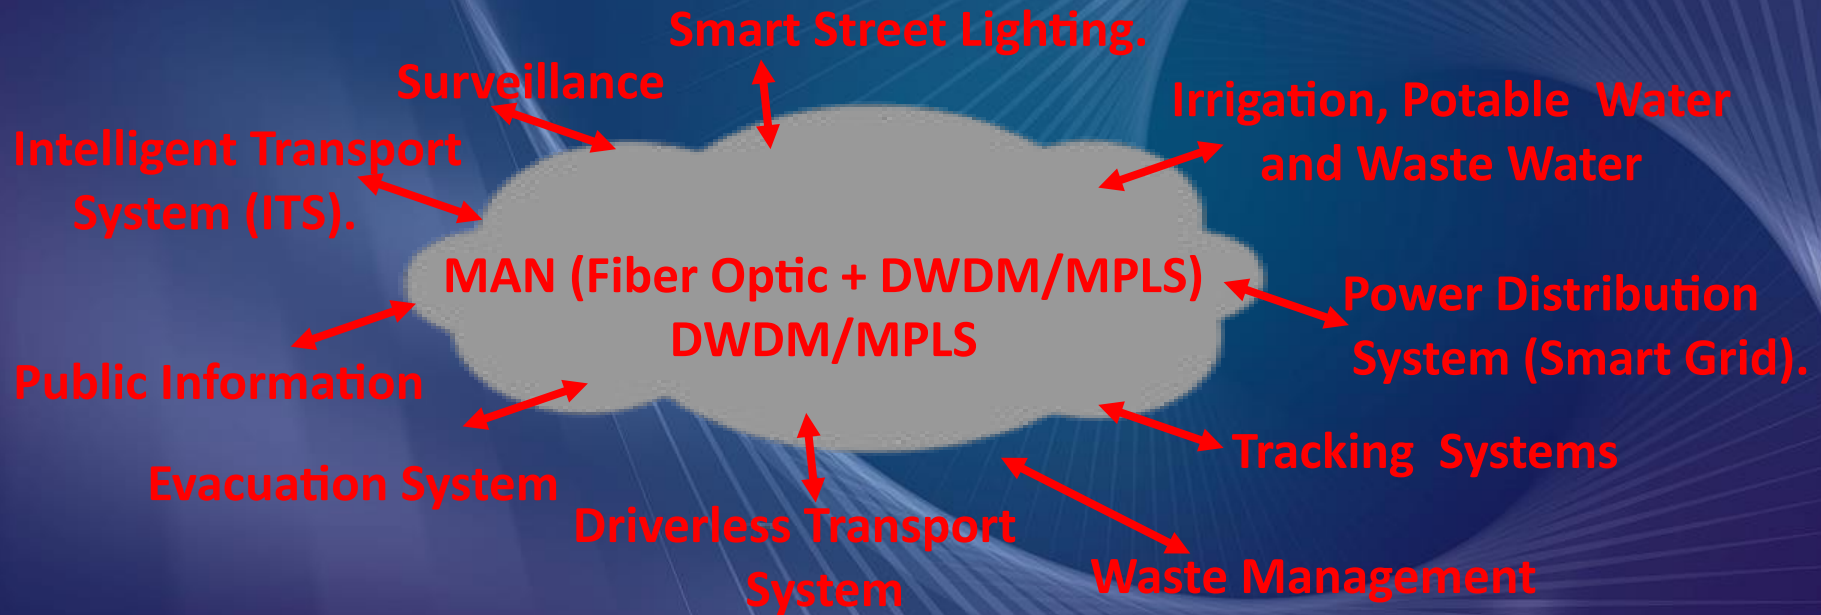 Smart Street Lighting.
Surveillance
Irrigation, Potable  Water
and Waste Water
Intelligent Transport
System (ITS).
MAN (Fiber Optic + DWDM/MPLS)
DWDM/MPLS
Power Distribution
System (Smart Grid).
Public Information
Tracking  Systems
Evacuation System
Driverless Transport
System
Waste Management